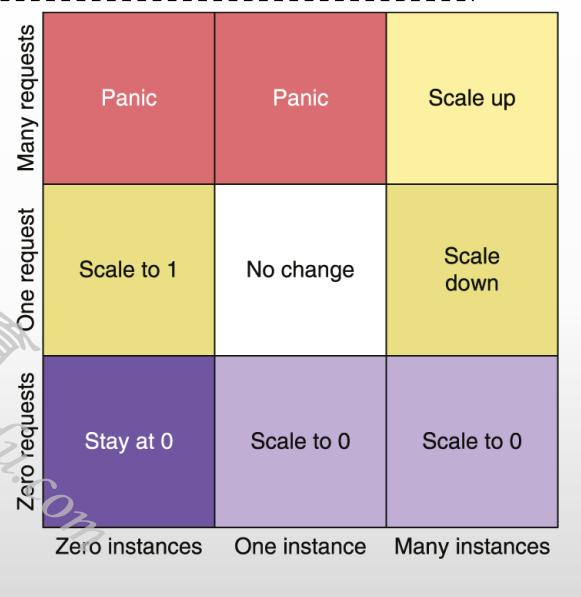 Many requests
Panic
Panic
Scale up
One request
Scale to 1
No change
Scale
down
Zero requests
Stay at 0
Scale to 0
Scale to 0
Zero instances
One instance
Many instances